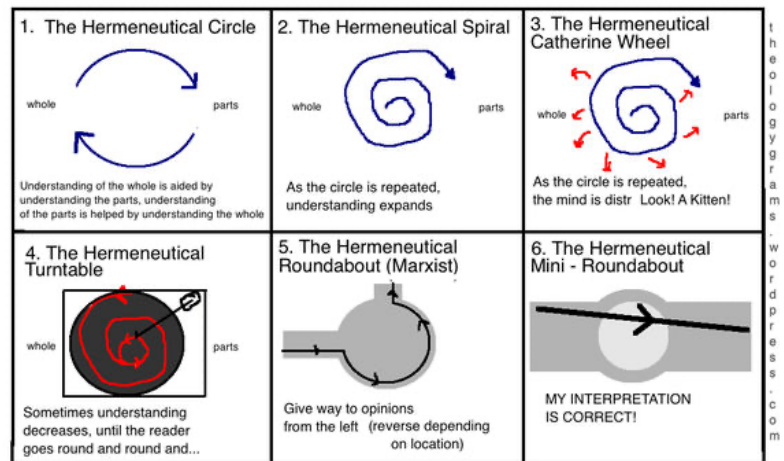 1. The Hermeneutical Circle
whole
parts
Understanding of the whole is aided by
understanding the parts, understanding
of the parts is helped by understanding the whole
2. The Hermeneutical Spiral
whole
parts
As the circle is repeated,
understanding expands
3. The Hermeneutical
Catherine Wheel
whole
parts
As the circle is repeated,
the mind is distr Look! A Kitten!
4. The Hermeneutical
Turntable
whole
parts
Sometimes understanding
decreases, until the reader
goes round and round and...
5. The Hermeneutical
Roundabout (Marxist)
Give way to opinions
from the left (reverse depending
on location)
6. The Hermeneutical
Mini - Roundabout
MY INTERPRETATION
IS CORRECT!
theologygrams.wordpress.com